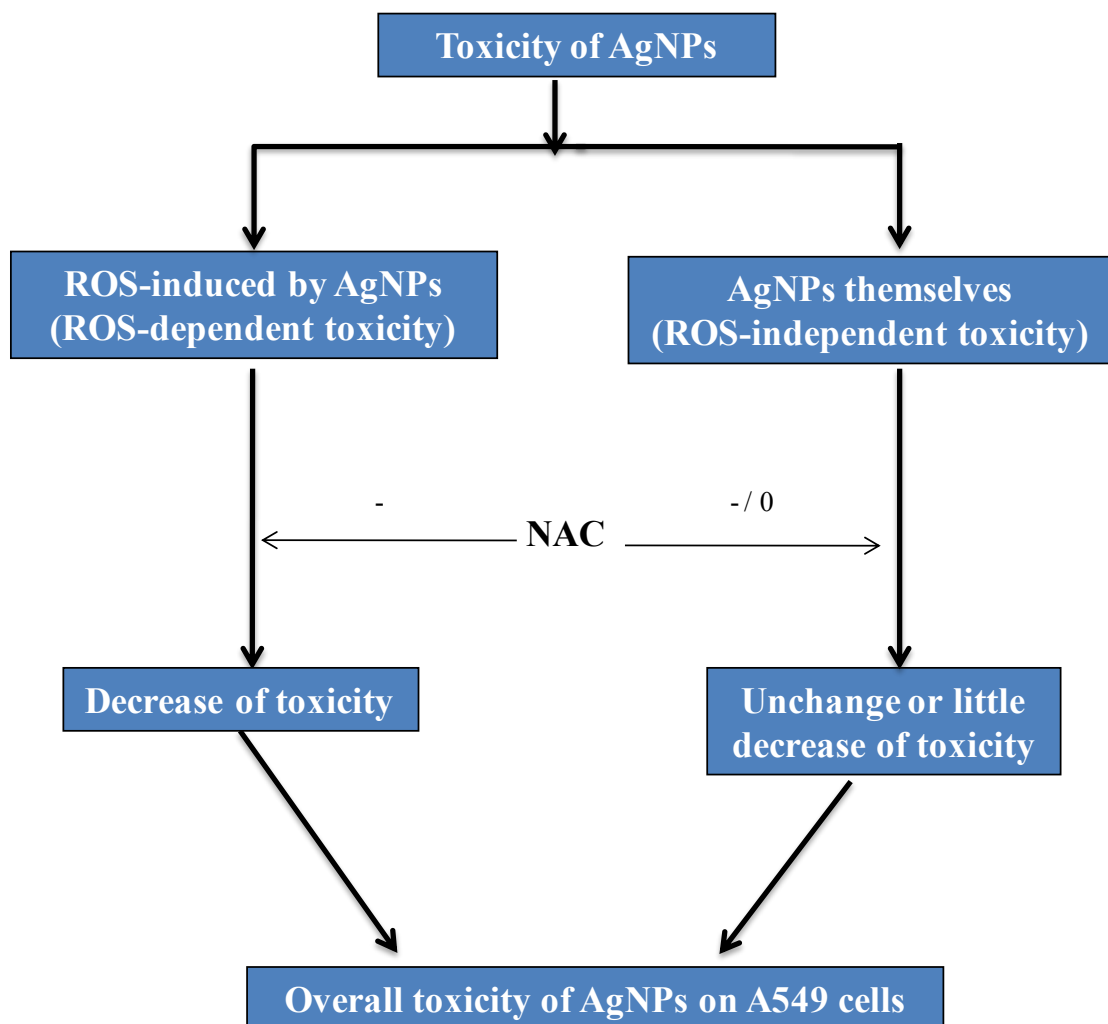 Toxicity of AgNPs
ROS-induced by AgNPs
(ROS-dependent toxicity)
AgNPs themselves
(ROS-independent toxicity)
-
- / 0
NAC
Decrease of toxicity
Unchange or little
decrease of toxicity
Overall toxicity of AgNPs on A549 cells